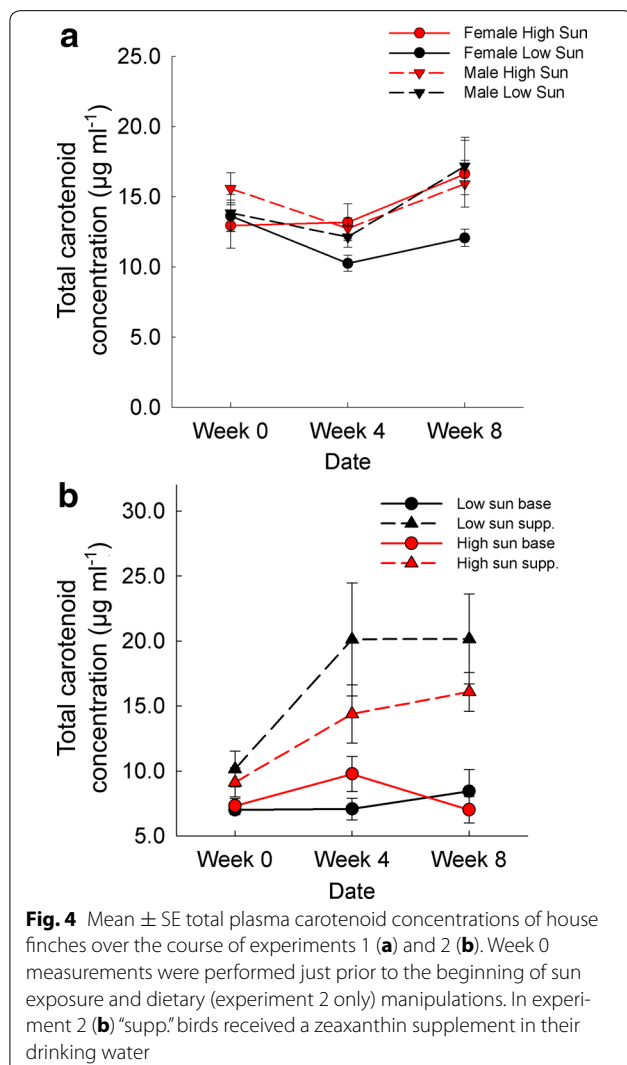 a
Female High Sun
Female Low Sun
Male High Sun
Male Low Sun
25.0
20.0
15.0
10.0
5.0
0.0
Total carotenoid
concentration (µg ml-1)
Week 0 Week 4 Week 8
Date
b
Low sun base
Low sun supp.
High sun base
High sun supp.
30.0
25.0
20.0
15.0
10.0
5.0
Total carotenoid
concentration (µg ml-1)
Week 0 Week 4 Week 8
Date
Fig. 4 Mean ± SE total plasma carotenoid concentrations of house
finches over the course of experiments 1 (a) and 2 (b). Week 0
measurements were performed just prior to the beginning of sun
exposure and dietary (experiment 2 only) manipulations. In experi-
ment 2 (b) “supp.” birds received a zeaxanthin supplement in their
drinking water